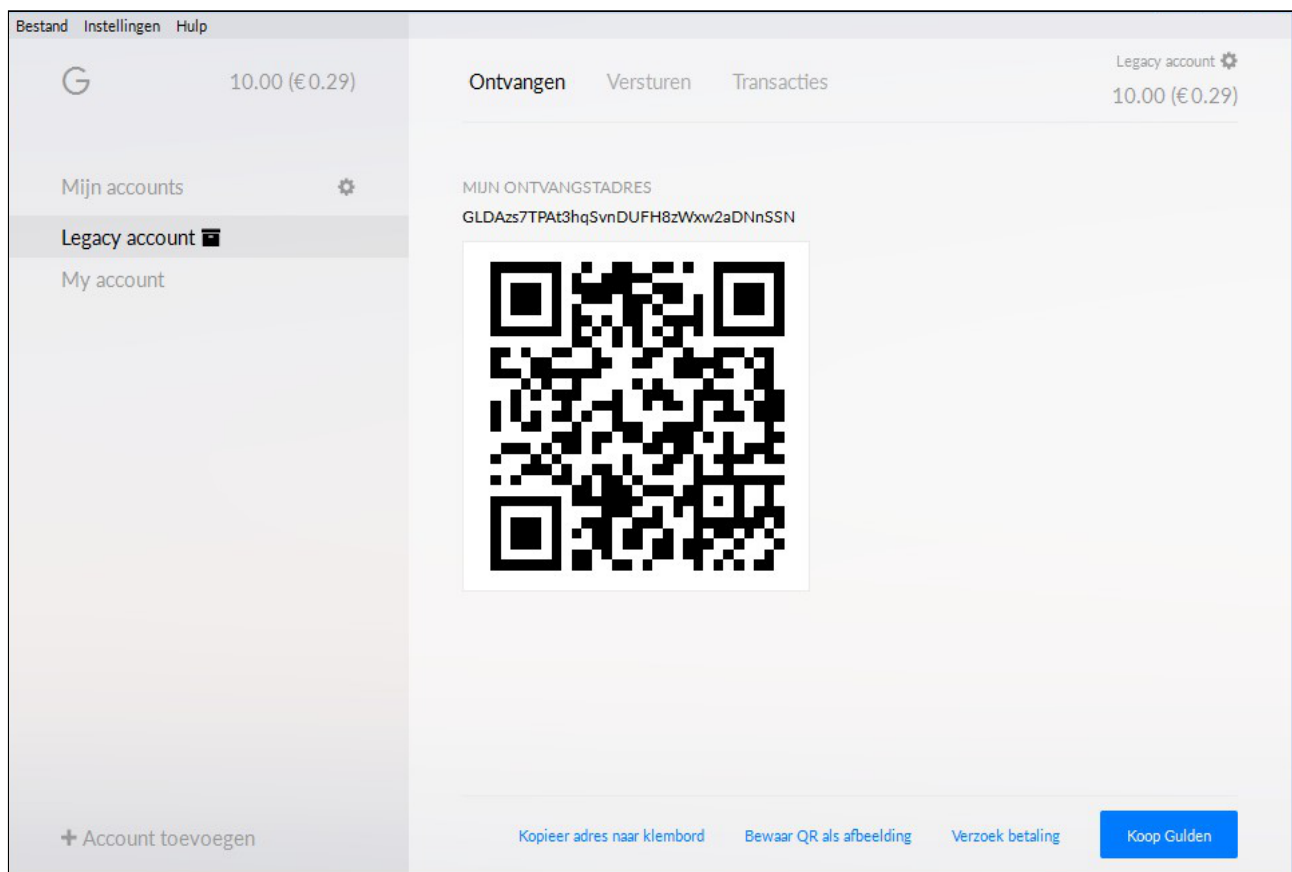 Bestand Instellingen Hulp
G 10.00 (€ 0.29)
Mijn accounts
Legacy account
My account
+ Account toevoegen
Ontvangen Versturen Transacties
Legacy account
10.00 (€ 0.29)
MIJN ONTVANGSTADRES
GLDAzs7TPAt3hqSvnDUFH8zWxw2aDNnSSN
Kopieer adres naar klembord Bewaar QR als afbeelding Verzoek betaling Koop Gulden